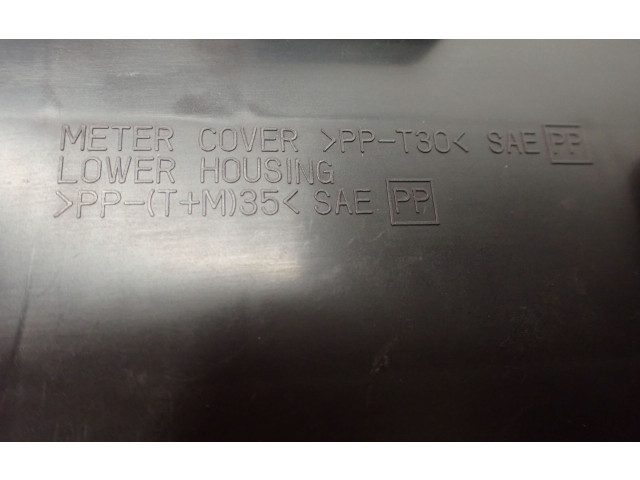 METER COVER >PP-T30< SAE PP
LOWER HOUSING
>PP-(T+M)35< SAE PP